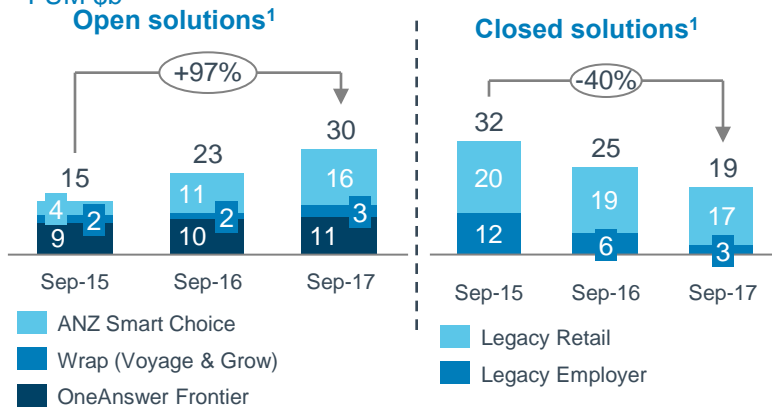 Open solutions1
+97%
15
23
30
4
2
9
11
2
10
16
3
11
Sep-15
Sep-16
Sep-17
ANZ Smart Choice
Wrap (Voyage & Grow)
OneAnswer Frontier
Closed solutions1
-40%
32
25
19
20
12
19
6
17
3
Sep-15
Sep-16
Sep-17
Legacy Retail
Legacy Employer